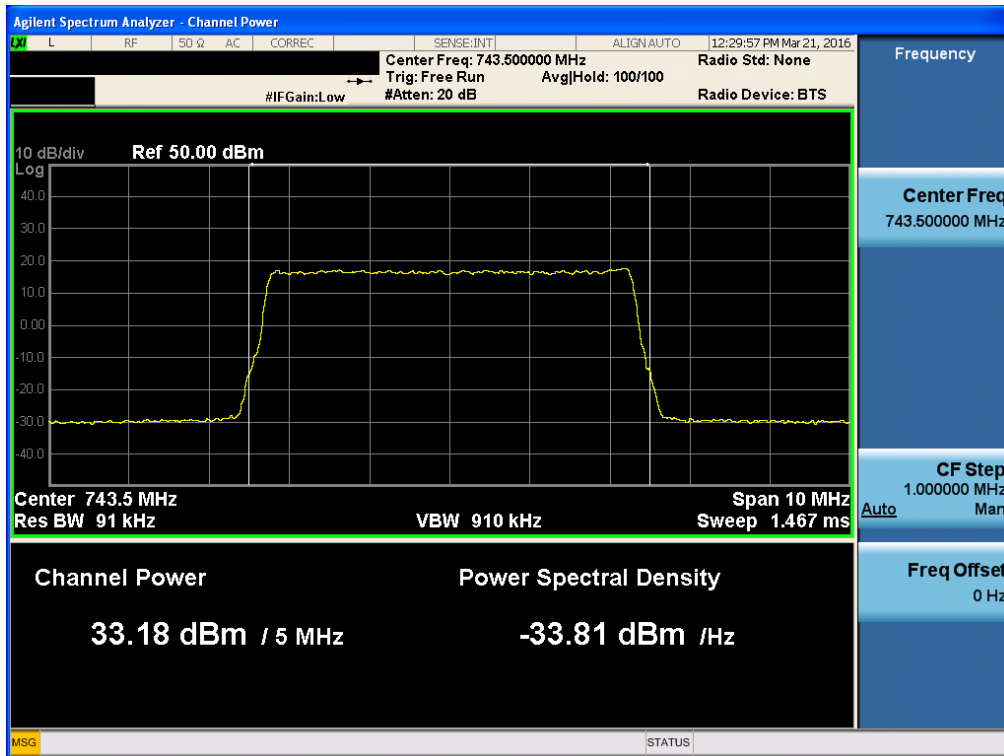 Agilent Spectrum Analyzer - Channel Power
LXI L RF 50 Ω AC CORREC SENSE:INT ALIGNAUTO 12:29:57 PM Mar 21, 2016
Center Freq: 743.500000 MHz Radio Std: None
Trig: Free Run Avg|Hold: 100/100
#IFGain:Low #Atten: 20 dB Radio Device: BTS
Frequency
10 dB/div Ref 50.00 dBm
Log
40.0
30.0
20.0
10.0
0.00
-10.0
-20.0
-30.0
-40.0
Center 743.5 MHz Span 10 MHz
Res BW 91 kHz VBW 910 kHz Sweep 1.467 ms
Center Freq
743.500000 MHz
CF Step
1.000000 MHz
Auto Man
Freq Offset
0 Hz
Channel Power Power Spectral Density
33.18 dBm / 5 MHz -33.81 dBm /Hz
MSG STATUS